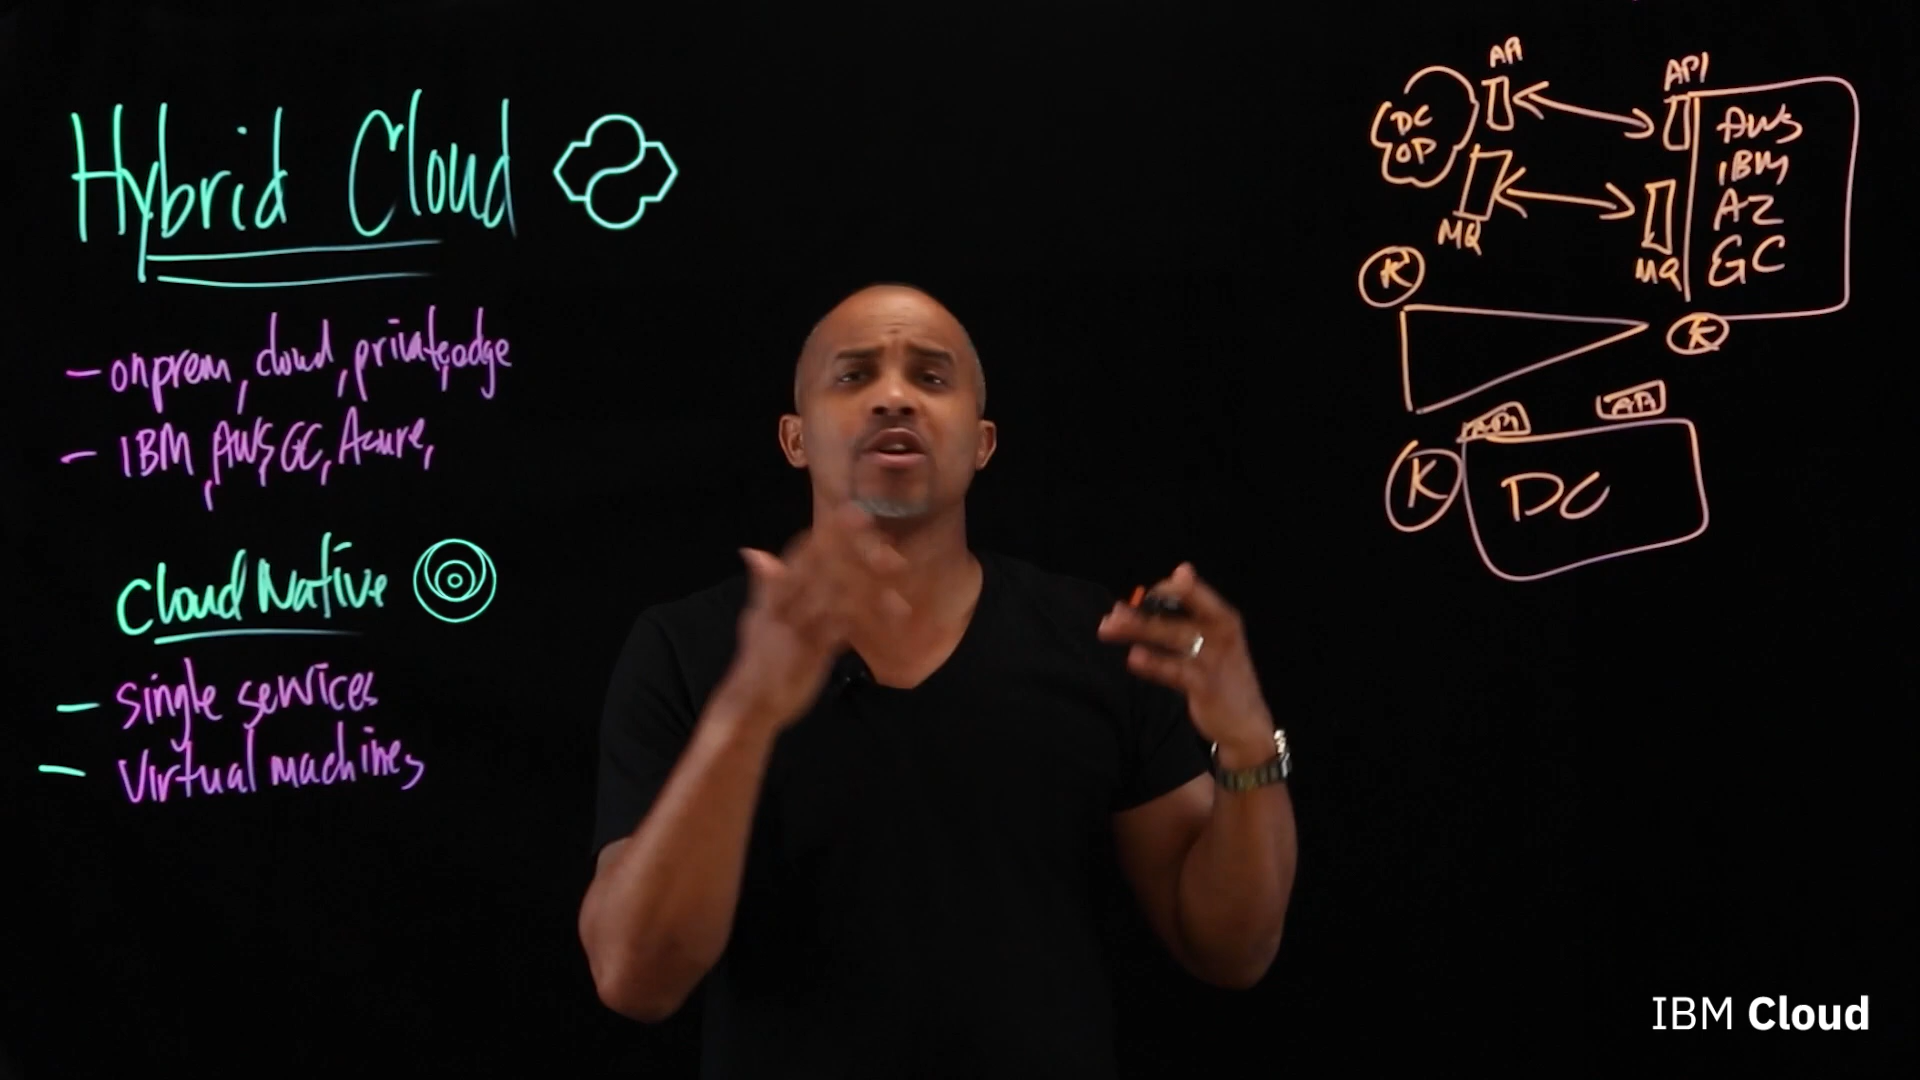 Hybrid Cloud
- onprem, cloud, private, edge
- IBM, AWS, GC, Azure,
Cloud Native
- single services
- Virtual machines
API
API
DC
OP
AWS
IBM
AZ
GC
MQ
MQ
K
K
API
API
K
DC
IBM Cloud